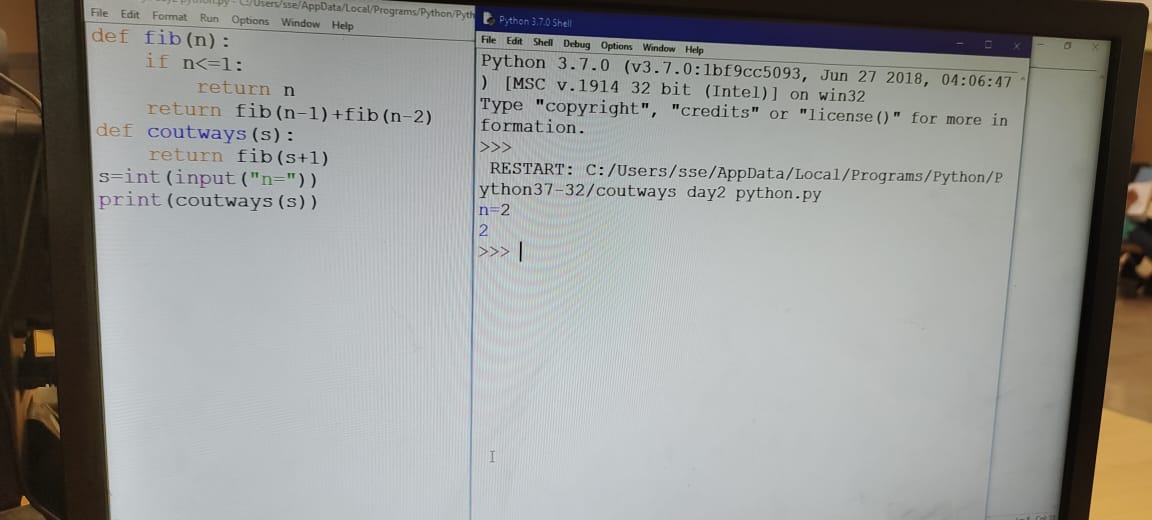 C:/Users/sse/AppData/Local/Programs/Python/Pyth
File Edit Format Run Options Window Help
def fib(n):
    if n<=1:
        return n
    return fib(n-1)+fib(n-2)
def coutways(s):
    return fib(s+1)
s=int(input("n="))
print(coutways(s))
Python 3.7.0 Shell
File Edit Shell Debug Options Window Help
Python 3.7.0 (v3.7.0:1bf9cc5093, Jun 27 2018, 04:06:47
) [MSC v.1914 32 bit (Intel)] on win32
Type "copyright", "credits" or "license()" for more in
formation.
>>>
 RESTART: C:/Users/sse/AppData/Local/Programs/Python/P
ython37-32/coutways day2 python.py
n=2
2
>>>